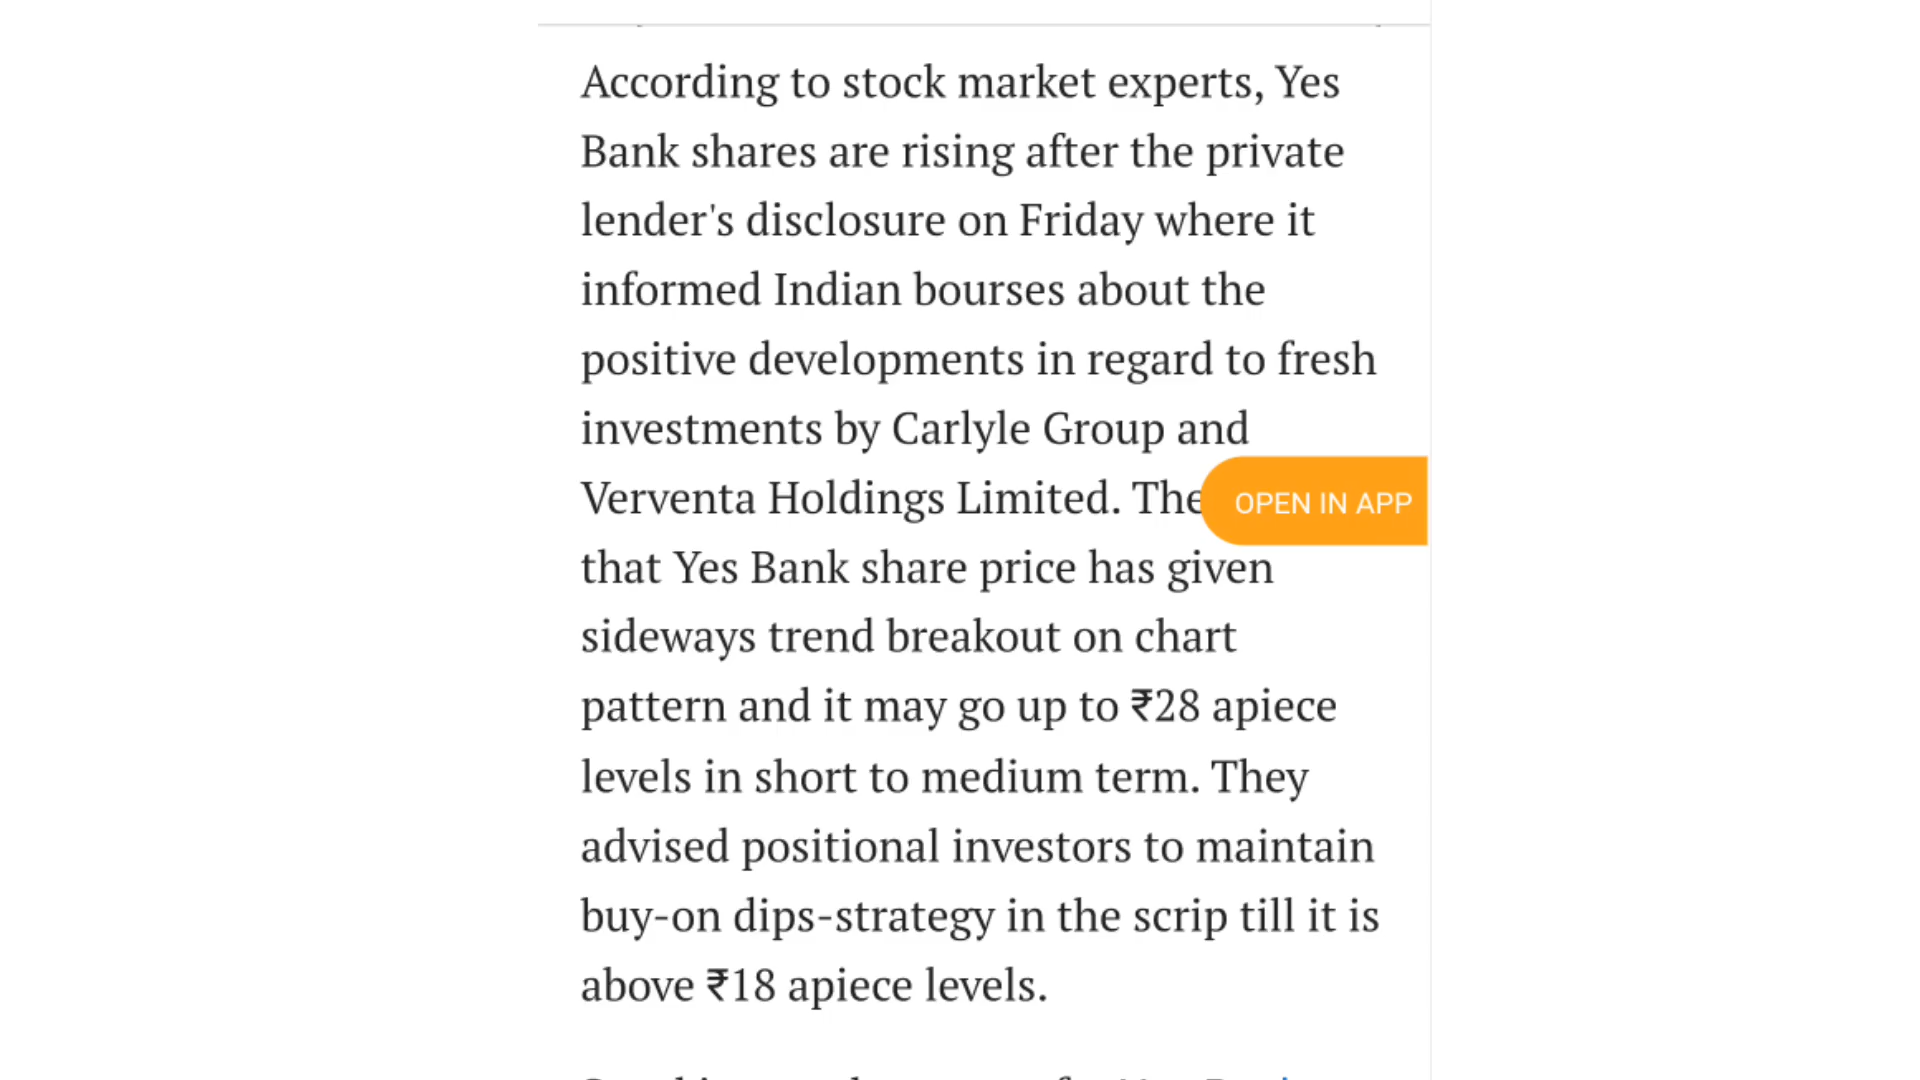 According to stock market experts, Yes
Bank shares are rising after the private
lender's disclosure on Friday where it
informed Indian bourses about the
positive developments in regard to fresh
investments by Carlyle Group and
Verventa Holdings Limited. The
OPEN IN APP
that Yes Bank share price has given
sideways trend breakout on chart
pattern and it may go up to ₹28 apiece
levels in short to medium term. They
advised positional investors to maintain
buy-on dips-strategy in the scrip till it is
above ₹18 apiece levels.